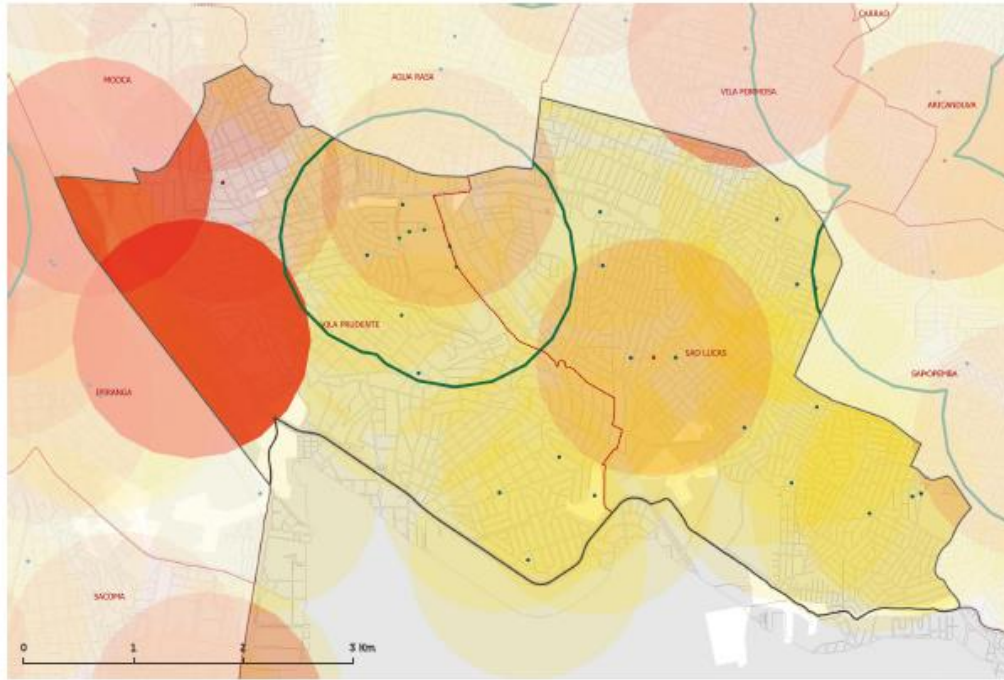 CARRAO
MOOCA
AGUA RASA
VILA FORMOSA
ARICANDUVA
VILA PRUDENTE
SAO LUCAS
SAPOPEMBA
IPIRANGA
SACOMA
0 1 2 3 Km